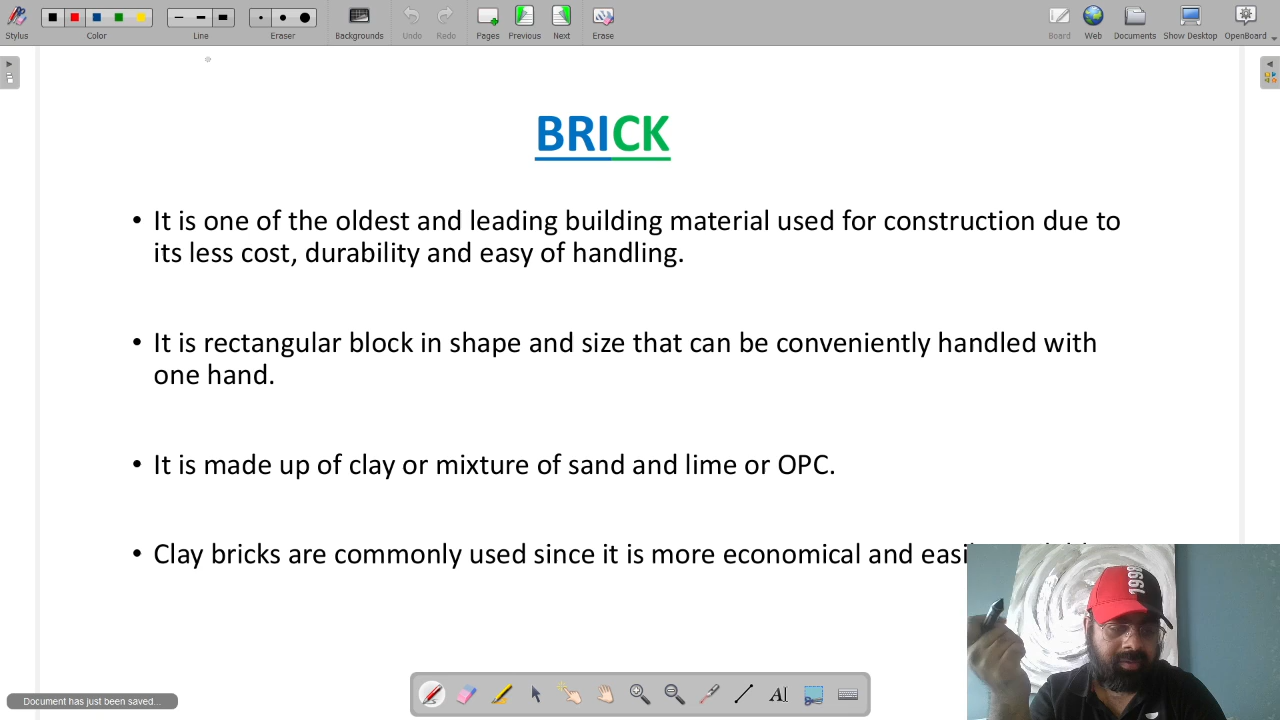 Stylus
Color
Line
Eraser
Backgrounds
Undo
Redo
Pages
Previous
Next
Erase
Board
Web
Documents
Show Desktop
OpenBoard
BRICK
• It is one of the oldest and leading building material used for construction due to
its less cost, durability and easy of handling.
• It is rectangular block in shape and size that can be conveniently handled with
one hand.
• It is made up of clay or mixture of sand and lime or OPC.
• Clay bricks are commonly used since it is more economical and
1998
Document has just been saved...
AI